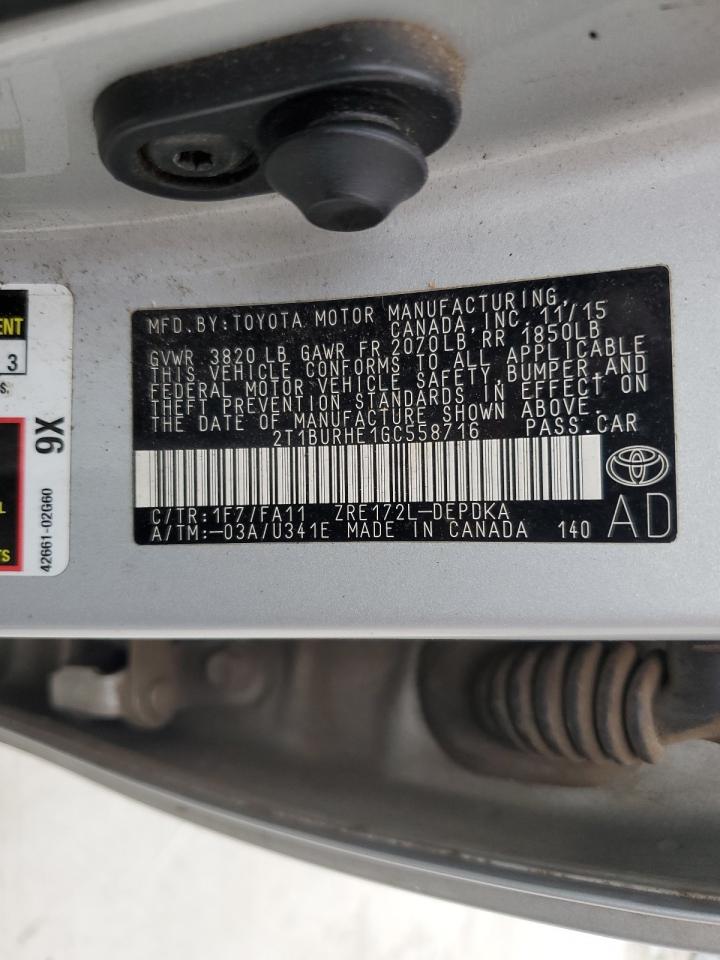 MFD.BY:TOYOTA MOTOR MANUFACTURING,
CANADA,INC. 11/15
GVWR 3820LB GAWR FR 2070LB RR 1850LB
THIS VEHICLE CONFORMS TO ALL APPLICABLE
FEDERAL MOTOR VEHICLE SAFETY,BUMPER,AND
THEFT PREVENTION STANDARDS IN EFFECT ON
THE DATE OF MANUFACTURE SHOWN ABOVE.
2T1BURHE1GC558716 PASS.CAR
C/TR:1F7/FA11 ZRE172L-DEPDKA
A/TM:-03A/U341E MADE IN CANADA 140
AD
3
9X
42661-02G60